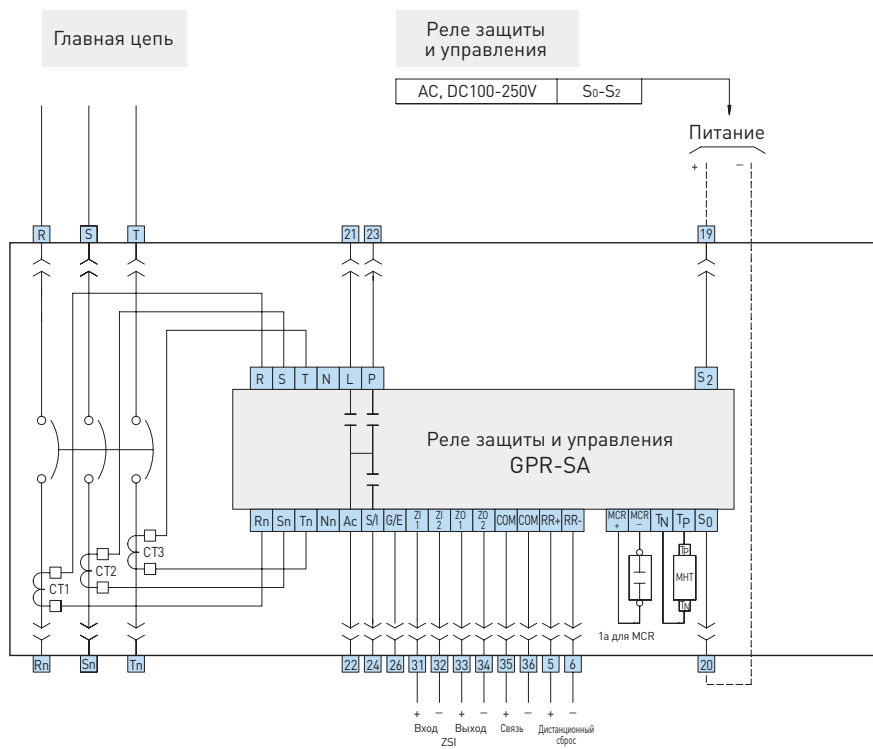 Главная цепь
Реле защиты
и управления
AC, DC100-250V S0-S2
Питание
+ −
R S T 21 23 19
R S T N L P S2
Реле защиты и управления
GPR-SA
Rn Sn Tn Nn Ac S/I G/E ZI 1 ZI 2 ZO 1 ZO 2 COM COM RR+ RR- MCR + MCR − TN TP S0
CT1 CT2 CT3
TP
МНТ
TN
1a для MCR
Rn Sn Tn 22 24 26 31 32 33 34 35 36 5 6 20
+ − + − + − + −
Вход Выход Связь Дистанционный
сброс
ZSI